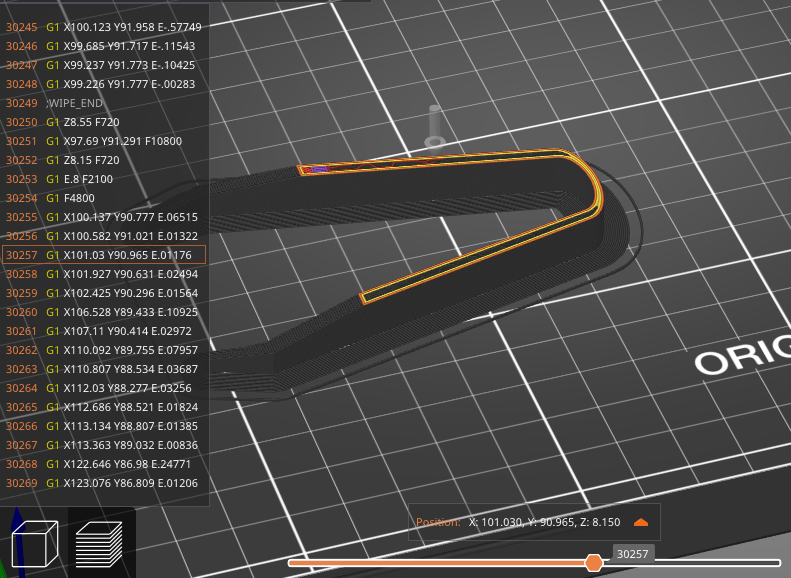 30245 G1 X100.123 Y91.958 E-.57749
30246 G1 X99.685 Y91.717 E-.11543
30247 G1 X99.237 Y91.773 E-.10425
30248 G1 X99.226 Y91.777 E-.00283
30249 ;WIPE_END
30250 G1 Z8.55 F720
30251 G1 X97.69 Y91.291 F10800
30252 G1 Z8.15 F720
30253 G1 E.8 F2100
30254 G1 F4800
30255 G1 X100.137 Y90.777 E.06515
30256 G1 X100.582 Y91.021 E.01322
30257 G1 X101.03 Y90.965 E.01176
30258 G1 X101.927 Y90.631 E.02494
30259 G1 X102.425 Y90.296 E.01564
30260 G1 X106.528 Y89.433 E.10925
30261 G1 X107.11 Y90.414 E.02972
30262 G1 X110.092 Y89.755 E.07957
30263 G1 X110.807 Y88.534 E.03687
30264 G1 X112.03 Y88.277 E.03256
30265 G1 X112.686 Y88.521 E.01824
30266 G1 X113.134 Y88.807 E.01385
30267 G1 X113.363 Y89.032 E.00836
30268 G1 X122.646 Y86.98 E.24771
30269 G1 X123.076 Y86.809 E.01206
ORIG
Position: X: 101.030, Y: 90.965, Z: 8.150
30257